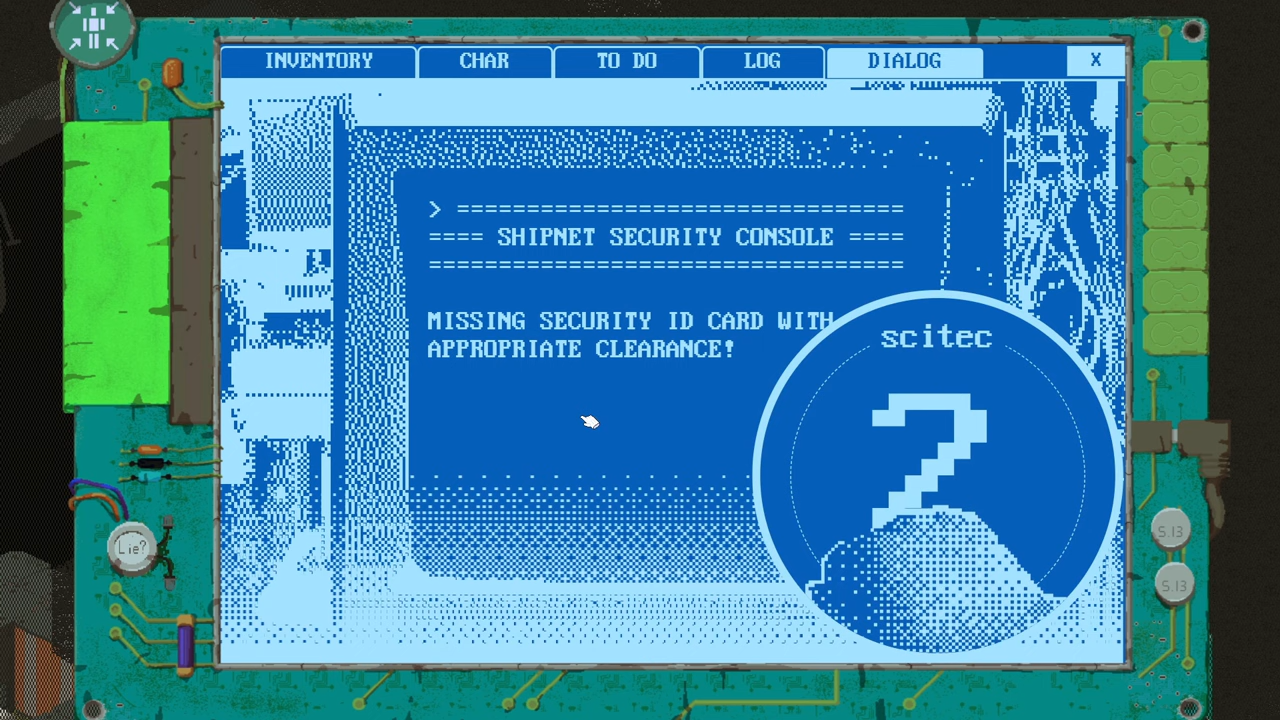 INVENTORY
CHAR
TO DO
LOG
DIALOG
X
> ================================
==== SHIPNET SECURITY CONSOLE ====
==================================
MISSING SECURITY ID CARD WITH
APPROPRIATE CLEARANCE!
scitec
?
Lie?
S.13
S.13